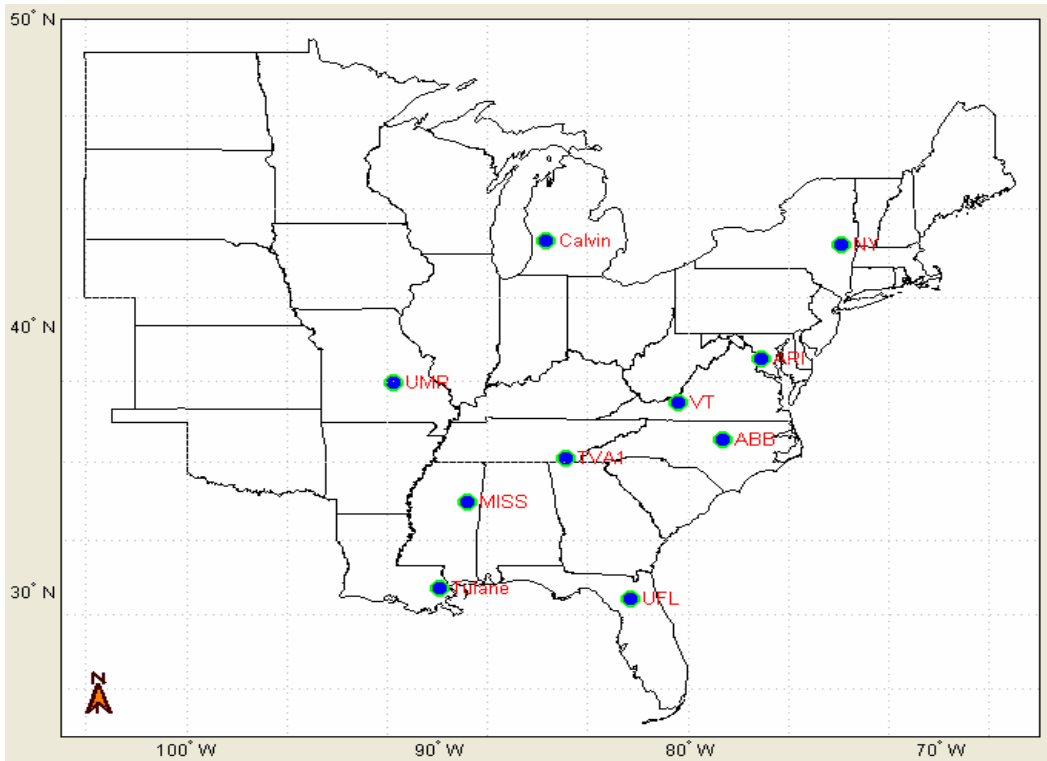 50° N
Calvin
NY
40° N
ARI
UMR
VT
ABB
TVA1
MISS
30° N
Tulane
UFL
N
100° W
90° W
80° W
70° W